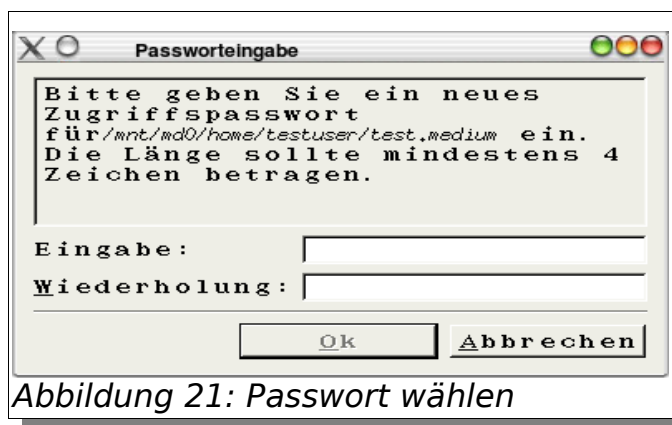 Passworteingabe
Bitte geben Sie ein neues
Zugriffspasswort
für/mnt/md0/home/testuser/test.medium ein.
Die Länge sollte mindestens 4
Zeichen betragen.
Eingabe:
Wiederholung:
Ok Abbrechen
Abbildung 21: Passwort wählen